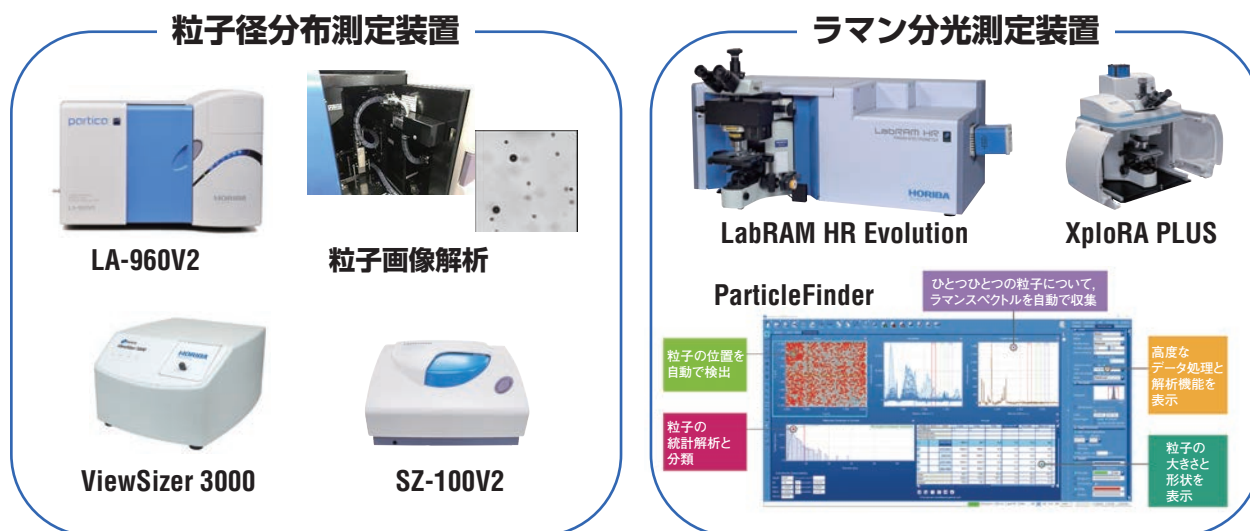 粒子径分布測定装置
partica
HORIBA
LA-960V2
粒子画像解析
HORIBA
ViewSizer 3000
SZ-100V2
ラマン分光測定装置
LabRAM HR
HORIBA
LabRAM HR Evolution
XploRA PLUS
ParticleFinder
ひとつひとつの粒子について,
ラマンスペクトルを自動で収集
粒子の位置を
自動で検出
高度な
データ処理と
解析機能を
表示
粒子の
統計解析と
分類
粒子の
大きさと
形状を
表示